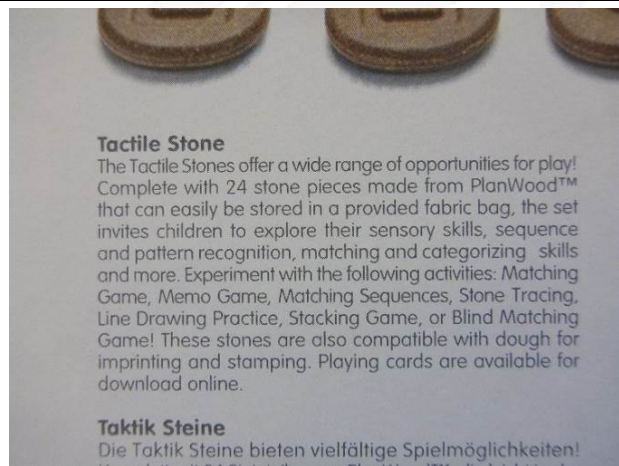 Tactile Stone
The Tactile Stones offer a wide range of opportunities for play!
Complete with 24 stone pieces made from PlanWood™
that can easily be stored in a provided fabric bag, the set
invites children to explore their sensory skills, sequence
and pattern recognition, matching and categorizing skills
and more. Experiment with the following activities: Matching
Game, Memo Game, Matching Sequences, Stone Tracing,
Line Drawing Practice, Stacking Game, or Blind Matching
Game! These stones are also compatible with dough for
imprinting and stamping. Playing cards are available for
download online.
Taktik Steine
Die Taktik Steine bieten vielfältige Spielmöglichkeiten!